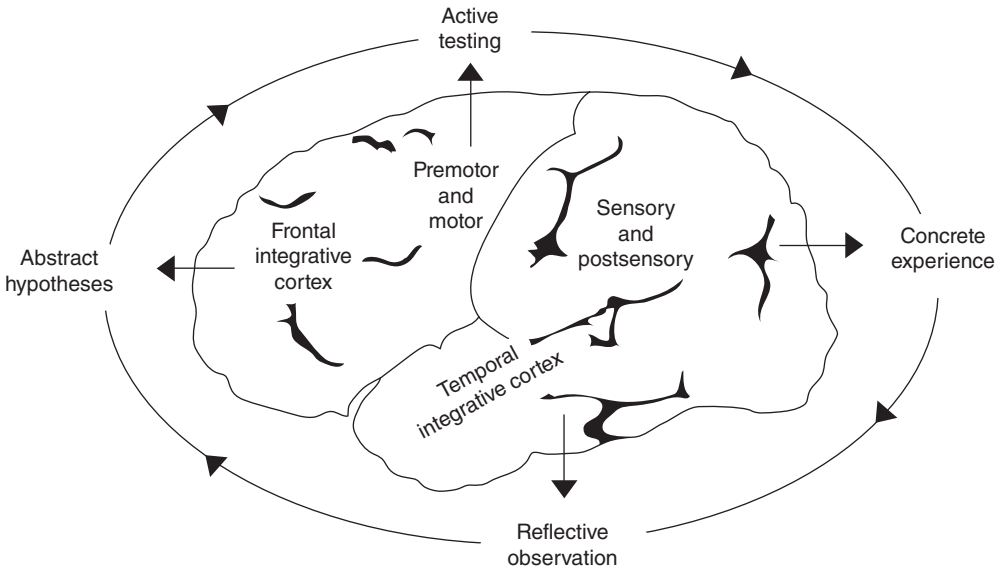 Active
testing
Premotor
and
motor
Sensory
and
postsensory
Frontal
integrative
cortex
Abstract
hypotheses
Concrete
experience
Temporal
integrative cortex
Reflective
observation